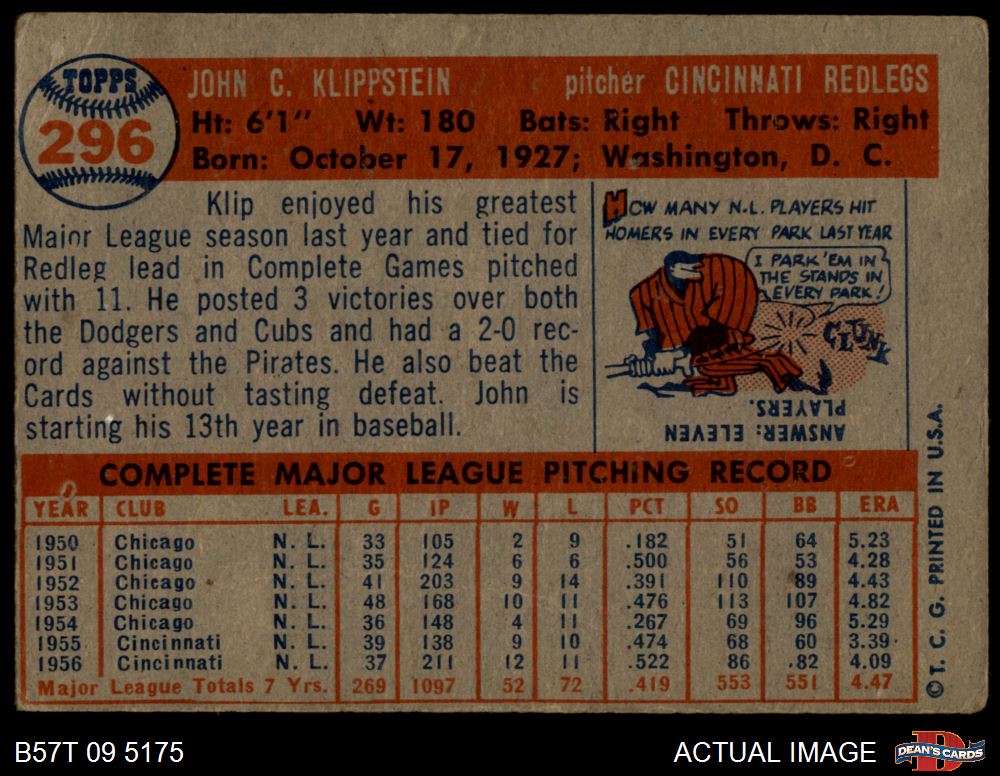 TOPPS
296
JOHN C. KLIPPSTEIN pitcher CINCINNATI REDLEGS
Ht: 6'1" Wt: 180 Bats: Right Throws: Right
Born: October 17, 1927; Washington, D. C.
Klip enjoyed his greatest
Major League season last year and tied for
Redleg lead in Complete Games pitched
with 11. He posted 3 victories over both
the Dodgers and Cubs and had a 2-0 rec-
ord against the Pirates. He also beat the
Cards without tasting defeat. John is
starting his 13th year in baseball.
HOW MANY N.L. PLAYERS HIT
HOMERS IN EVERY PARK LAST YEAR
I PARK 'EM IN
THE STANDS IN
EVERY PARK!
CLUNK
ANSWER: ELEVEN
PLAYERS.
COMPLETE MAJOR LEAGUE PITCHING RECORD
YEAR CLUB LEA. G IP W L PCT SO BB ERA
1950 Chicago N. L. 33 105 2 9 .182 51 64 5.23
1951 Chicago N. L. 35 124 6 6 .500 56 53 4.28
1952 Chicago N. L. 41 203 9 14 .391 110 89 4.43
1953 Chicago N. L. 48 168 10 11 .476 113 107 4.82
1954 Chicago N. L. 36 148 4 11 .267 69 96 5.29
1955 Cincinnati N. L. 39 138 9 10 .474 68 60 3.39
1956 Cincinnati N. L. 37 211 12 11 .522 86 .82 4.09
Major League Totals 7 Yrs. 269 1097 52 72 .419 553 551 4.47
© T. C. G. PRINTED IN U.S.A.
B57T 09 5175
ACTUAL IMAGE
D
DEAN'S CARDS